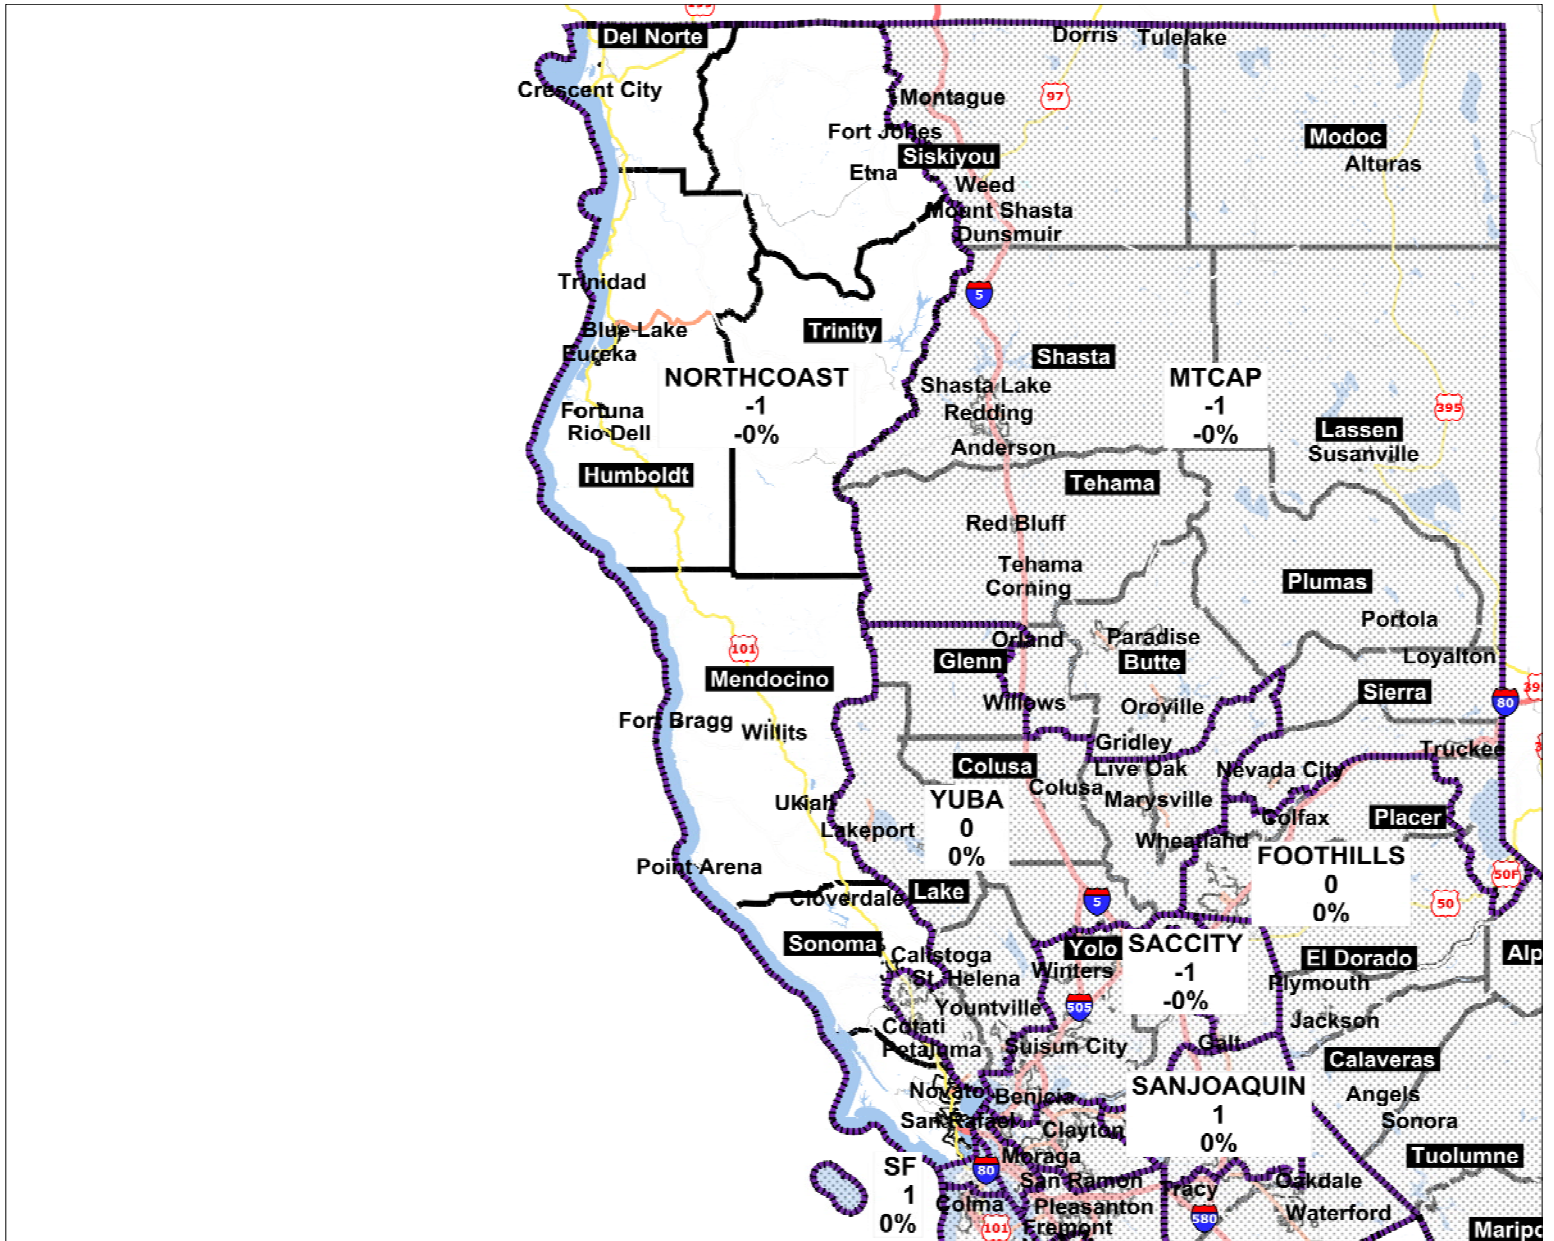 199
Del Norte
Dorris
Tulelake
Crescent City
Montague
97
Fort Jones
Modoc
Siskiyou
Alturas
Etna
Weed
Mount Shasta
Dunsmuir
Trinidad
5
Blue Lake
Trinity
Eureka
Shasta
NORTHCOAST
-1
-0%
Shasta Lake
MTCAP
-1
-0%
Fortuna
Redding
395
Rio Dell
Anderson
Lassen
Susanville
Humboldt
Tehama
Red Bluff
Tehama
Corning
Plumas
Portola
101
Orland
Paradise
Glenn
Butte
Loyalton
Mendocino
Willows
Oroville
Sierra
80
Fort Bragg
Willits
Gridley
Truckee
Colusa
Live Oak
Nevada City
Colusa
YUBA
0
0%
Marysville
Ukiah
Lakeport
Colfax
Placer
Wheatland
Point Arena
FOOTHILLS
0
0%
50F
Cloverdale
Lake
5
50
Sonoma
Yolo
SACCITY
-1
-0%
Calistoga
El Dorado
Alp
St. Helena
Winters
Plymouth
Yountville
505
Jackson
Cotati
Petaluma
Suisun City
Galt
Calaveras
Novato
Benicia
SANJOAQUIN
1
0%
Angels
San Rafael
Clayton
Sonora
Moraga
Tuolumne
SF
1
0%
80
San Ramon
Tracy
Oakdale
Colma
Pleasanton
580
Waterford
101
Fremont
Maripo